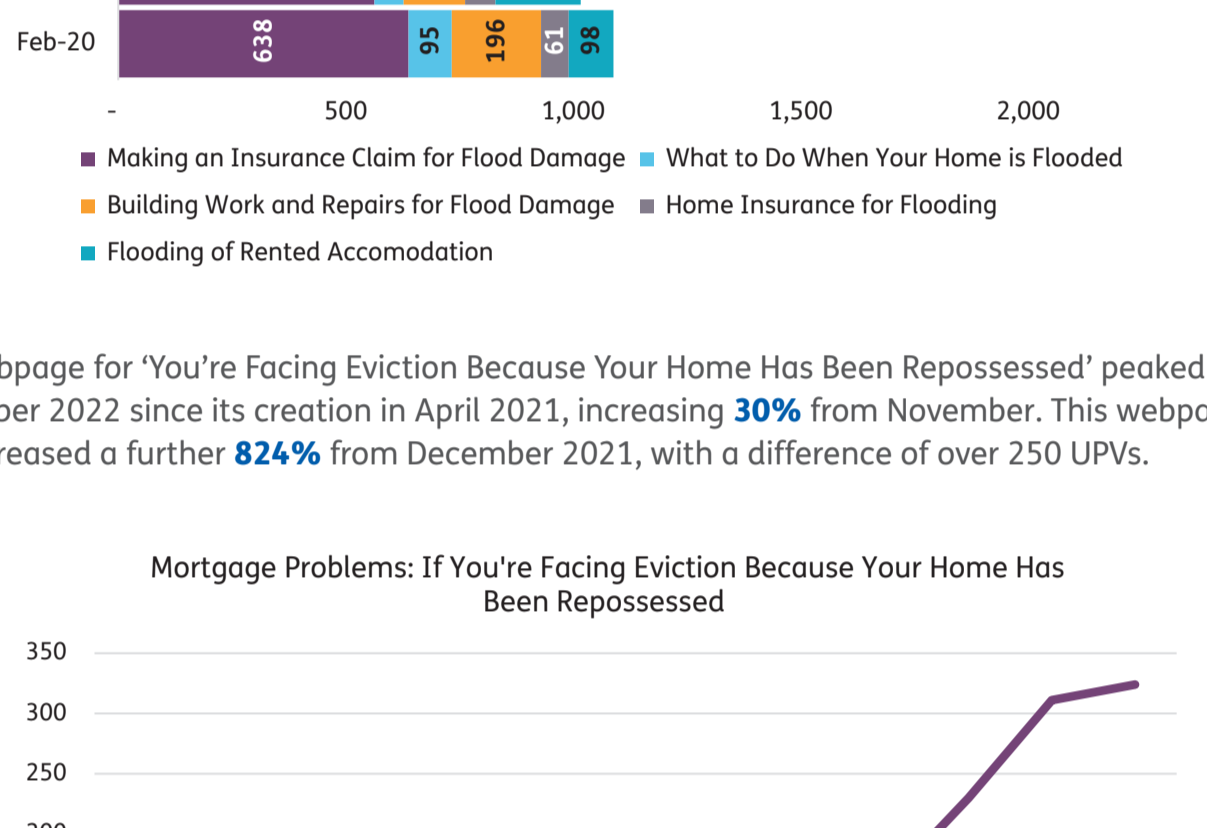 Feb-20
638 95 196 61 98
- 500 1,000 1,500 2,000
Making an Insurance Claim for Flood Damage What to Do When Your Home is Flooded
Building Work and Repairs for Flood Damage Home Insurance for Flooding
Flooding of Rented Accomodation
bpage for ‘You’re Facing Eviction Because Your Home Has Been Repossessed’ peaked
ber 2022 since its creation in April 2021, increasing 30% from November. This webpa
reased a further 824% from December 2021, with a difference of over 250 UPVs.
Mortgage Problems: If You're Facing Eviction Because Your Home Has
Been Repossessed
350
300
250